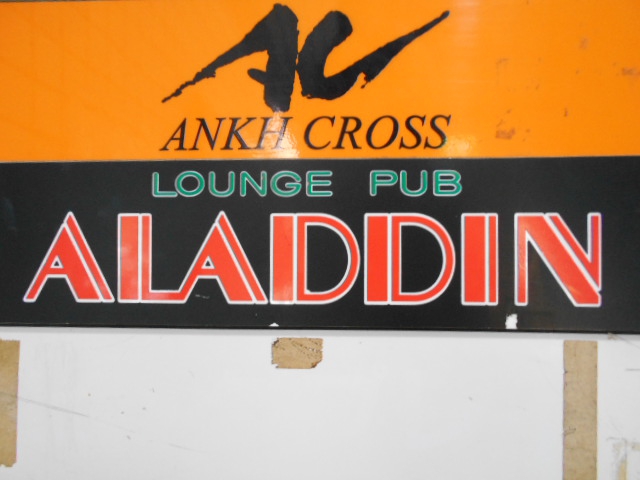 AC
ANKH CROSS
LOUNGE PUB
ALADDIN